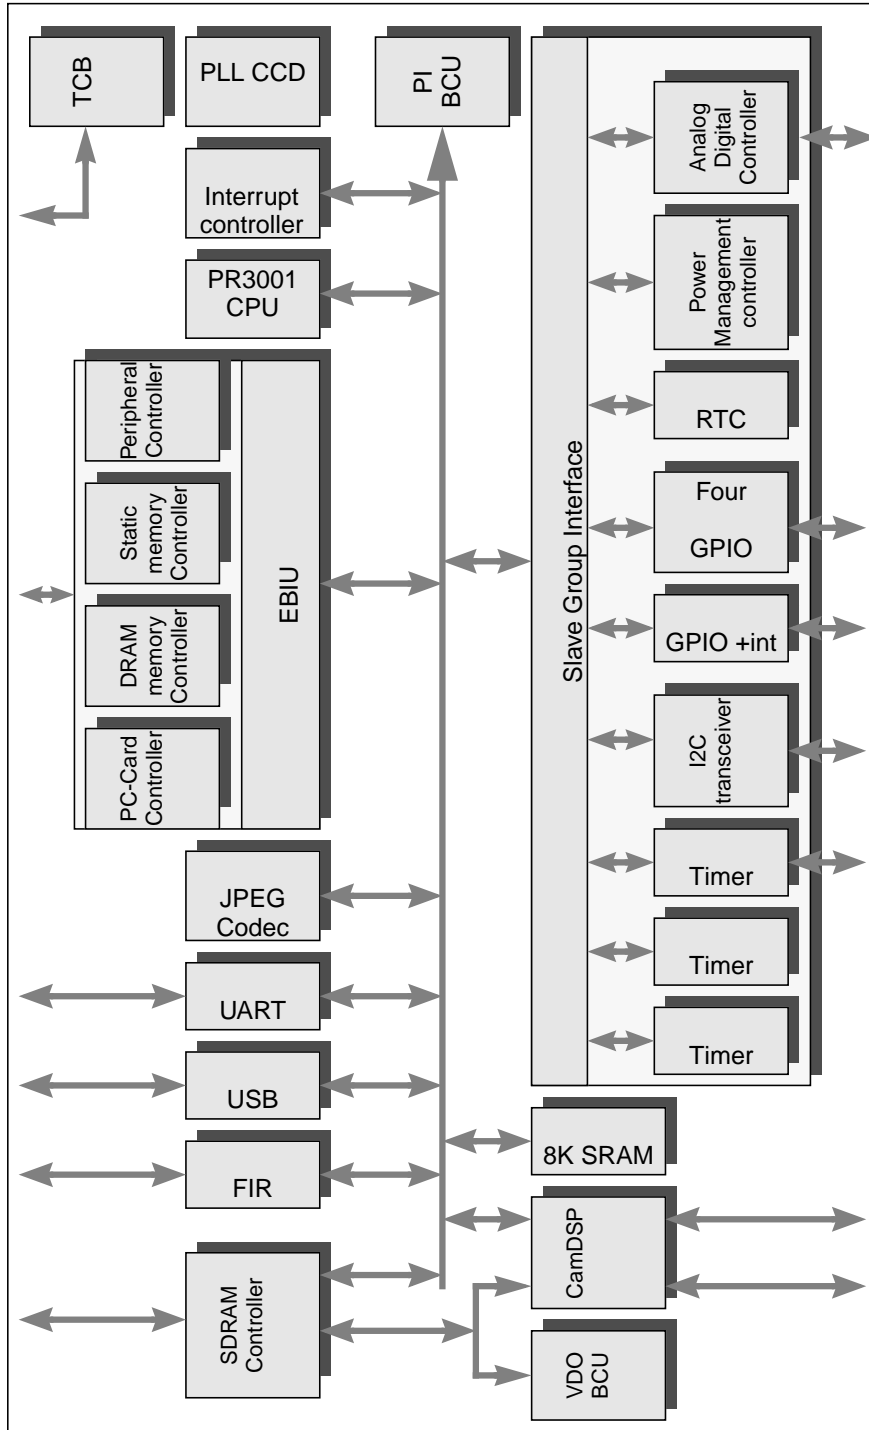 TCB
PLL CCD
PI
BCU
Analog
Digital
Controller
Interrupt
controller
Power
Management
controller
PR3001
CPU
Peripheral
Controller
RTC
Static
memory
Controller
EBIU
Slave Group Interface
Four
GPIO
DRAM
memory
Controller
GPIO +int
PC-Card
Controller
I2C
transceiver
JPEG
Codec
Timer
UART
Timer
USB
Timer
FIR
8K SRAM
SDRAM
Controller
CamDSP
VDO
BCU